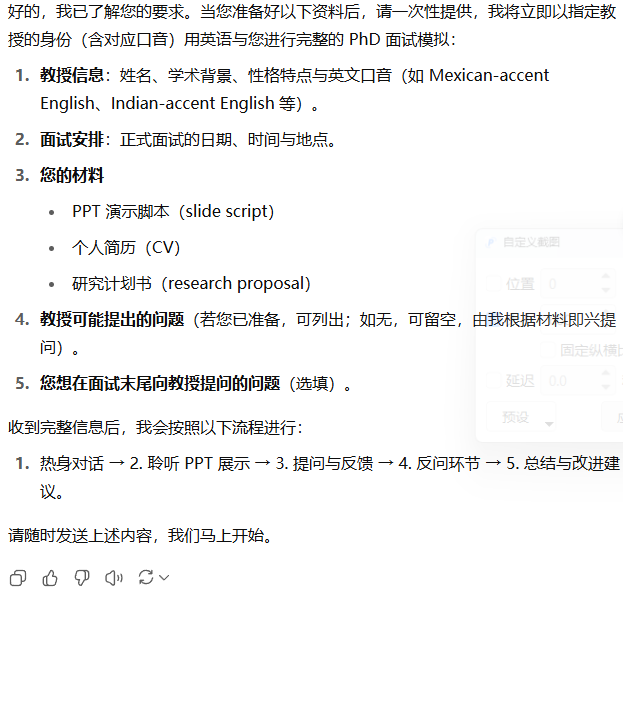 好的，我已了解您的要求。当您准备好以下资料后，请一次性提供，我将立即以指定教
授的身份（含对应口音）用英语与您进行完整的 PhD 面试模拟：
1. 教授信息：姓名、学术背景、性格特点与英文口音（如 Mexican-accent
English、Indian-accent English 等）。
2. 面试安排：正式面试的日期、时间与地点。
3. 您的材料
• PPT 演示脚本（slide script）
• 个人简历（CV）
• 研究计划书（research proposal）
4. 教授可能提出的问题（若您已准备，可列出；如无，可留空，由我根据材料即兴提
问）。
5. 您想在面试末尾向教授提问的问题（选填）。
收到完整信息后，我会按照以下流程进行：
1. 热身对话 → 2. 聆听 PPT 展示 → 3. 提问与反馈 → 4. 反问环节 → 5. 总结与改进建
议。
请随时发送上述内容，我们马上开始。
自定义截面
位置 0
固定纵横比
延迟 0.0
预设